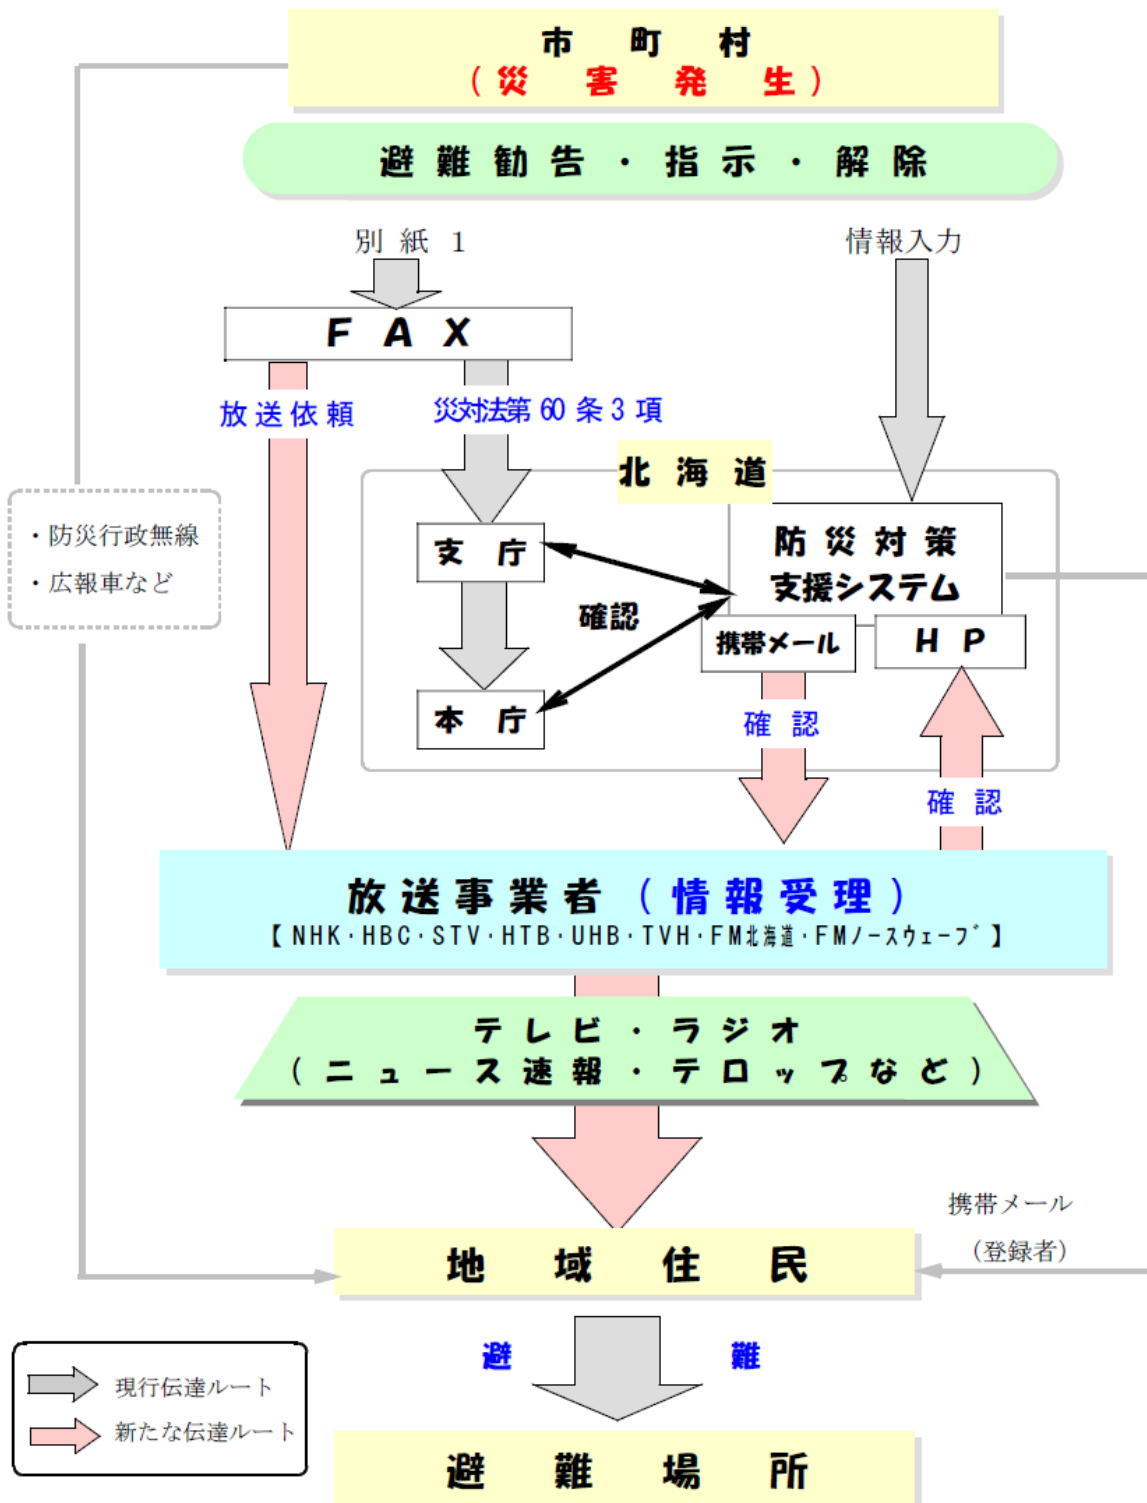 市町村
(災害発生)
避難勧告・指示・解除
別紙１
情報入力
ＦＡＸ
放送依頼
災対法第60条3項
北海道
・防災行政無線
・広報車など
支庁
防災対策
支援システム
確認
携帯メール
ＨＰ
本庁
確認
確認
放送事業者(情報受理)
【NHK・HBC・STV・HTB・UHB・TVH・FM北海道・FMﾉｰｽｳｪｰﾌﾞ】
テレビ・ラジオ
(ニュース速報・テロップなど)
携帯メール
(登録者)
地域住民
避難
現行伝達ルート
新たな伝達ルート
避難場所